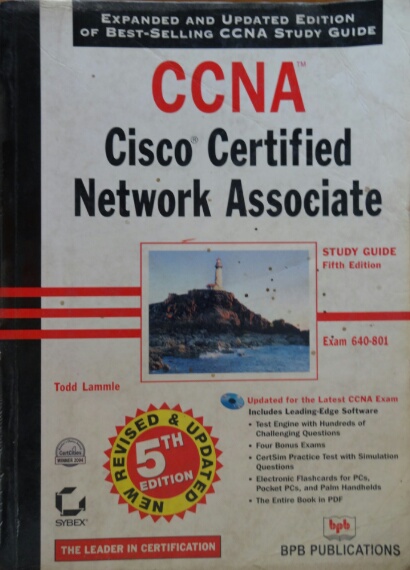 EXPANDED AND UPDATED EDITION
OF BEST-SELLING CCNA STUDY GUIDE
CCNA™
Cisco® Certified
Network Associate
STUDY GUIDE
Fifth Edition
Exam 640-801
Todd Lammle
Updated for the Latest CCNA Exam
Includes Leading-Edge Software
• Test Engine with Hundreds of
Challenging Questions
• Four Bonus Exams
• CertSim Practice Test with Simulation
Questions
• Electronic Flashcards for PCs,
Pocket PCs, and Palm Handhelds
• The Entire Book in PDF
NEW REVISED & UPDATED
5TH
EDITION
SYBEX®
THE LEADER IN CERTIFICATION
bpb
BPB PUBLICATIONS